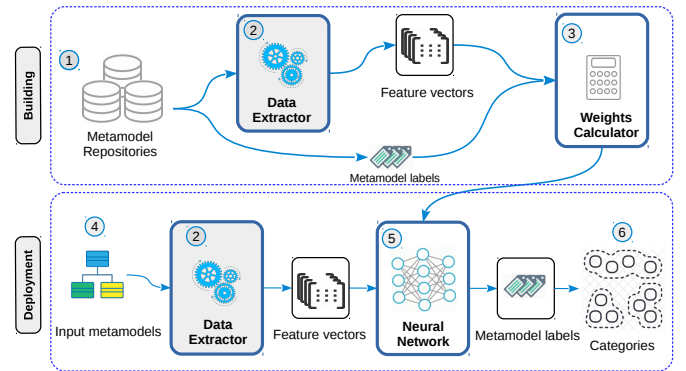 Building
1
Metamodel
Repositories
2
Data
Extractor
Feature vectors
Metamodel labels
3
Weights
Calculator
Deployment
4
Input metamodels
2
Data
Extractor
Feature vectors
5
Neural
Network
Metamodel labels
6
Categories